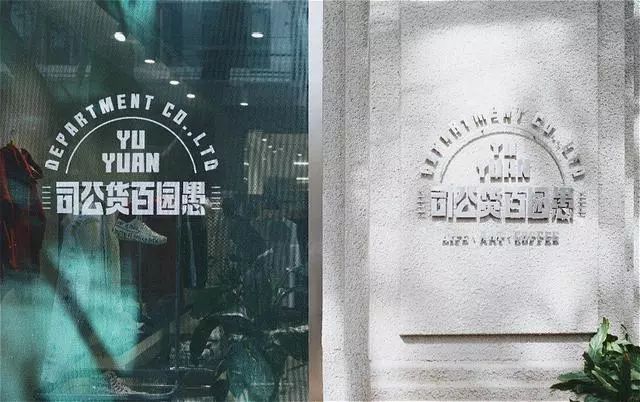 DEPARTMENT CO.,LTD
YU
YUAN
愚园百货公司
DEPARTMENT CO.,LTD
YU
YUAN
愚园百货公司
LIFE \ ART \ COFFEE